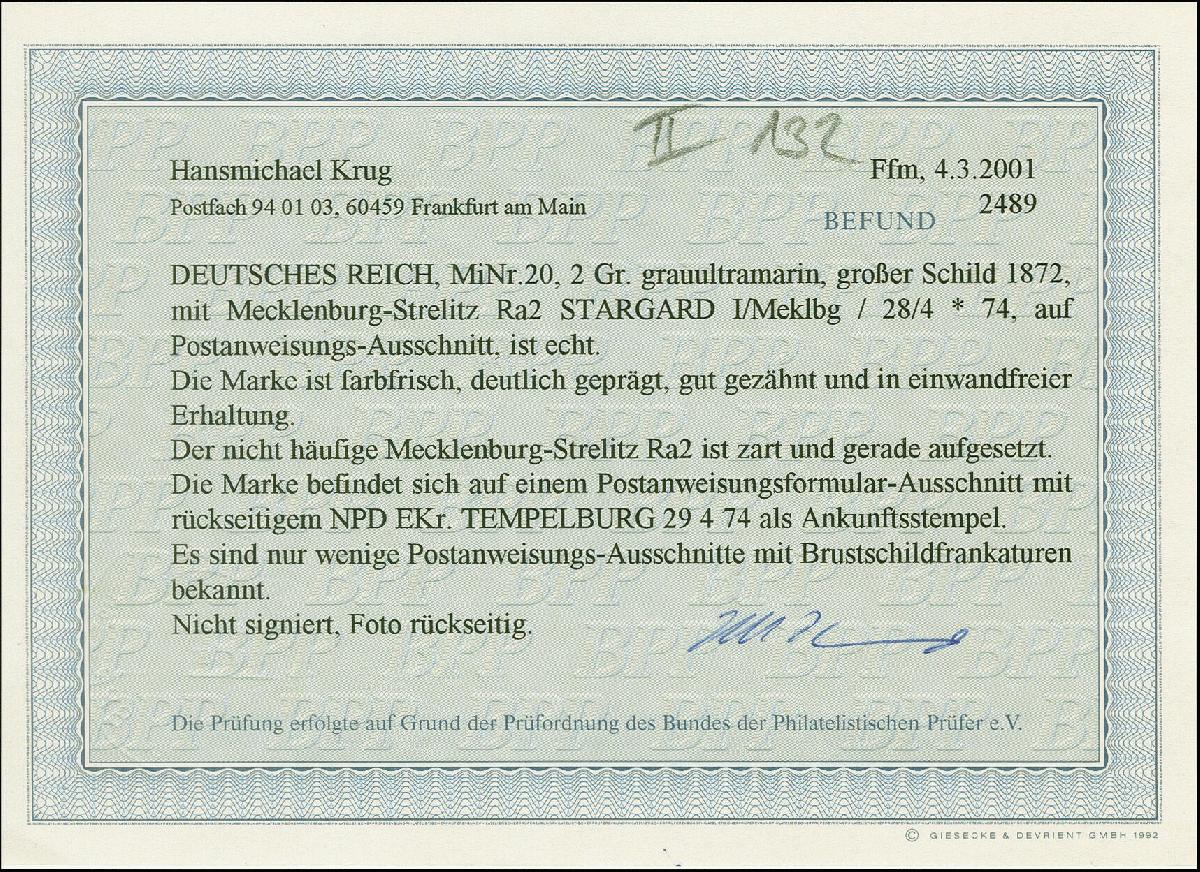 II 132
Hansmichael Krug Ffm, 4.3.2001
Postfach 94 01 03, 60459 Frankfurt am Main BEFUND 2489
DEUTSCHES REICH, MiNr.20, 2 Gr. grauultramarin, großer Schild 1872,
mit Mecklenburg-Strelitz Ra2 STARGARD I/Meklbg / 28/4 * 74, auf
Postanweisungs-Ausschnitt, ist echt.
Die Marke ist farbfrisch, deutlich geprägt, gut gezähnt und in einwandfreier
Erhaltung.
Der nicht häufige Mecklenburg-Strelitz Ra2 ist zart und gerade aufgesetzt.
Die Marke befindet sich auf einem Postanweisungsformular-Ausschnitt mit
rückseitigem NPD EKr. TEMPELBURG 29 4 74 als Ankunftsstempel.
Es sind nur wenige Postanweisungs-Ausschnitte mit Brustschildfrankaturen
bekannt.
Nicht signiert, Foto rückseitig.
Die Prüfung erfolgte auf Grund der Prüfordnung des Bundes der Philatelistischen Prüfer e.V.
© GIESECKE & DEVRIENT GMBH 1992